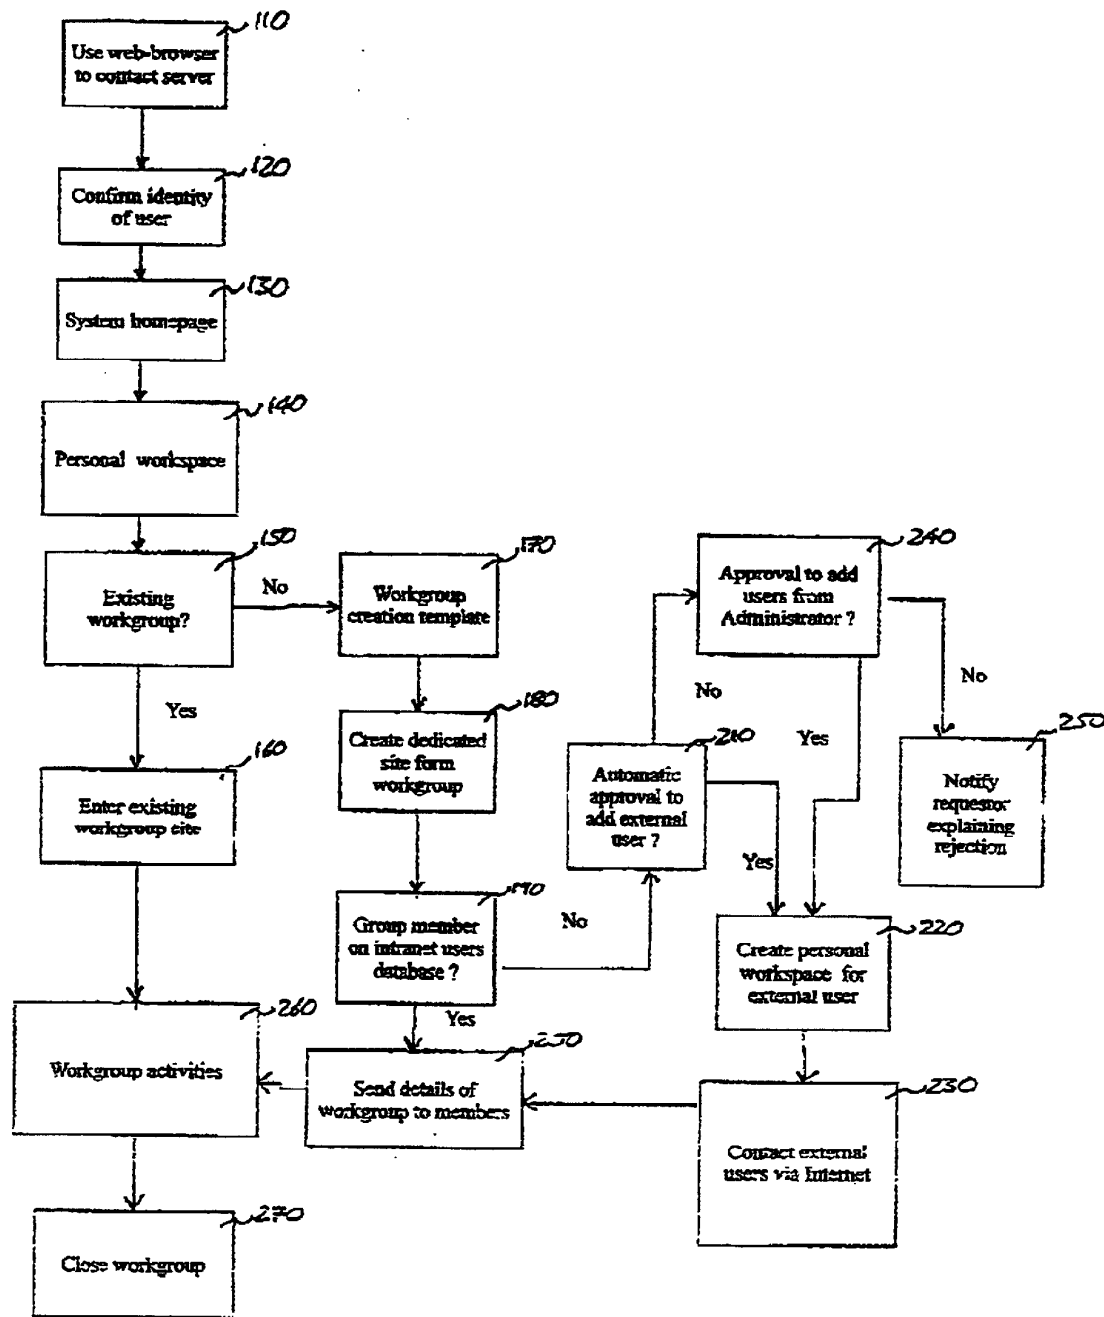 110
Use web-browser
to contact server
120
Confirm identity
of user
130
System homepage
140
Personal workspace
150
Existing
workgroup?
No
Yes
160
Enter existing
workgroup site
170
Workgroup
creation template
180
Create dedicated
site form
workgroup
190
Group member
on intranet users
database ?
No
Yes
210
Automatic
approval to
add external
user ?
No
Yes
240
Approval to add
users from
Administrator ?
Yes
No
250
Notify
requestor
explaining
rejection
220
Create personal
workspace for
external user
230
Contact external
users via Internet
250
Send details of
workgroup to members
260
Workgroup activities
270
Close workgroup